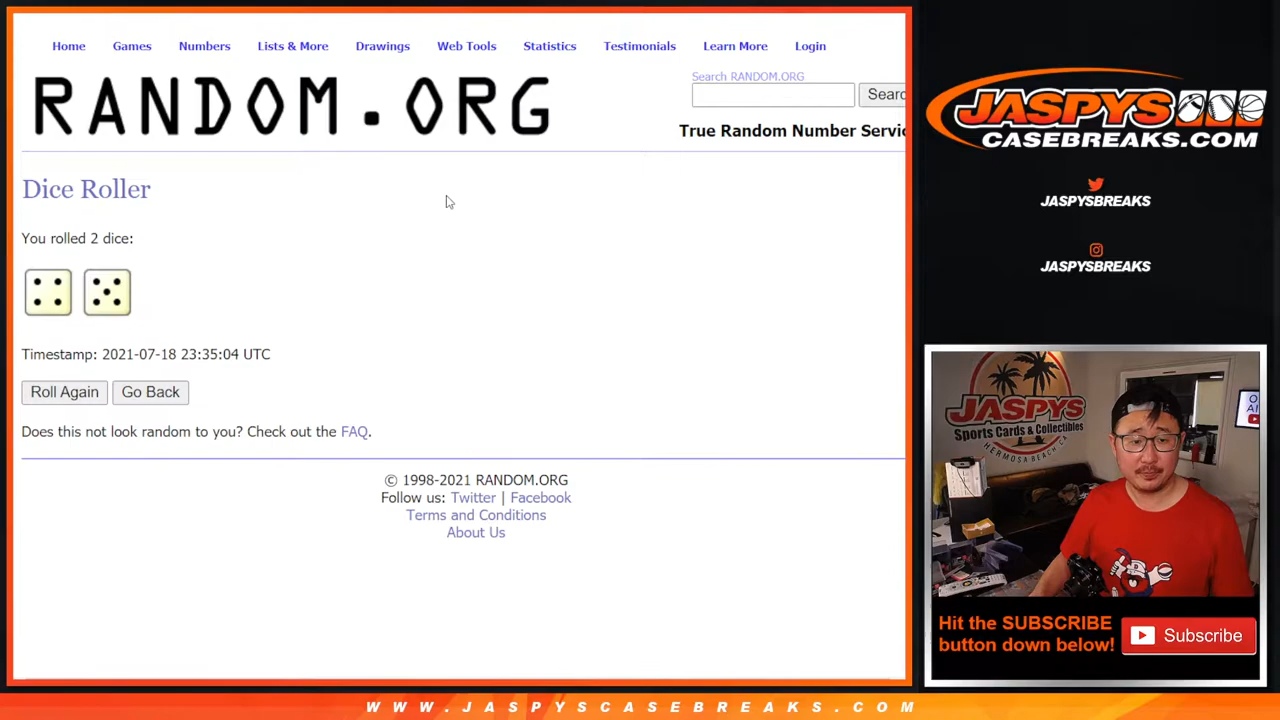 Home Games Numbers Lists & More Drawings Web Tools Statistics Testimonials Learn More Login
RANDOM.ORG
Search RANDOM.ORG
Searc
True Random Number Servic
Dice Roller
You rolled 2 dice:
Timestamp: 2021-07-18 23:35:04 UTC
Roll Again Go Back
Does this not look random to you? Check out the FAQ.
© 1998-2021 RANDOM.ORG
Follow us: Twitter | Facebook
Terms and Conditions
About Us
JASPYS
CASEBREAKS.COM
JASPYSBREAKS
JASPYSBREAKS
JASPYS
Sports Cards & Collectibles
HERMOSA BEACH, CA
Hit the SUBSCRIBE
button down below!
Subscribe
WWW.JASPYSCASEBREAKS.COM